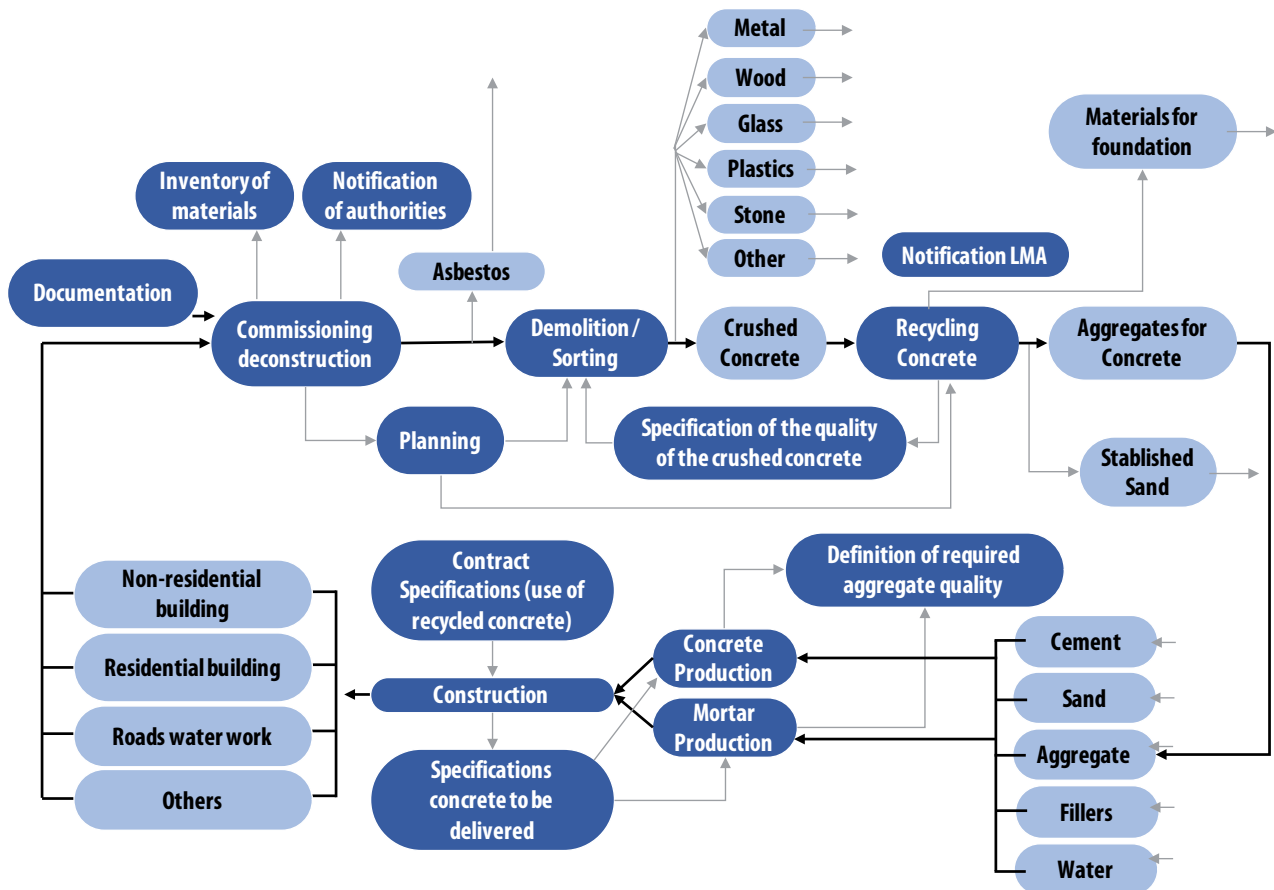 Metal
Wood
Glass
Plastics
Stone
Other
Materials for
foundation
Inventory of
materials
Notification
of authorities
Asbestos
Notification LMA
Documentation
Commissioning
deconstruction
Demolition /
Sorting
Crushed
Concrete
Recycling
Concrete
Aggregates for
Concrete
Planning
Specification of the quality
of the crushed concrete
Stablished
Sand
Contract
Specifications (use of
recycled concrete)
Definition of required
aggregate quality
Non-residential
building
Residential building
Roads water work
Others
Construction
Concrete
Production
Mortar
Production
Specifications
concrete to be
delivered
Cement
Sand
Aggregate
Fillers
Water